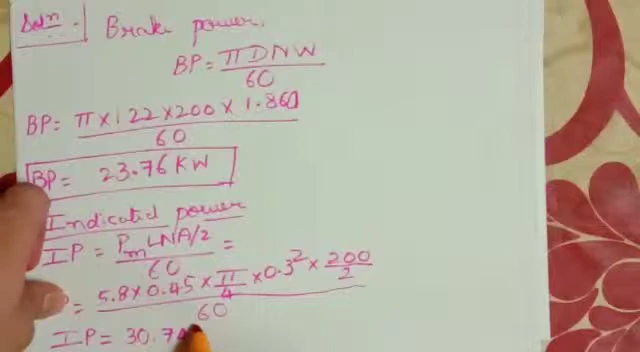 Soln.
Brake power.
BP = πDNW/60
BP = π×1.22×200×1.860/60
BP = 23.76 KW
Indicated power
IP = PmLNA/2/60 =
= 5.8×0.45×π/4×0.3²×200/2/60
IP = 30.74